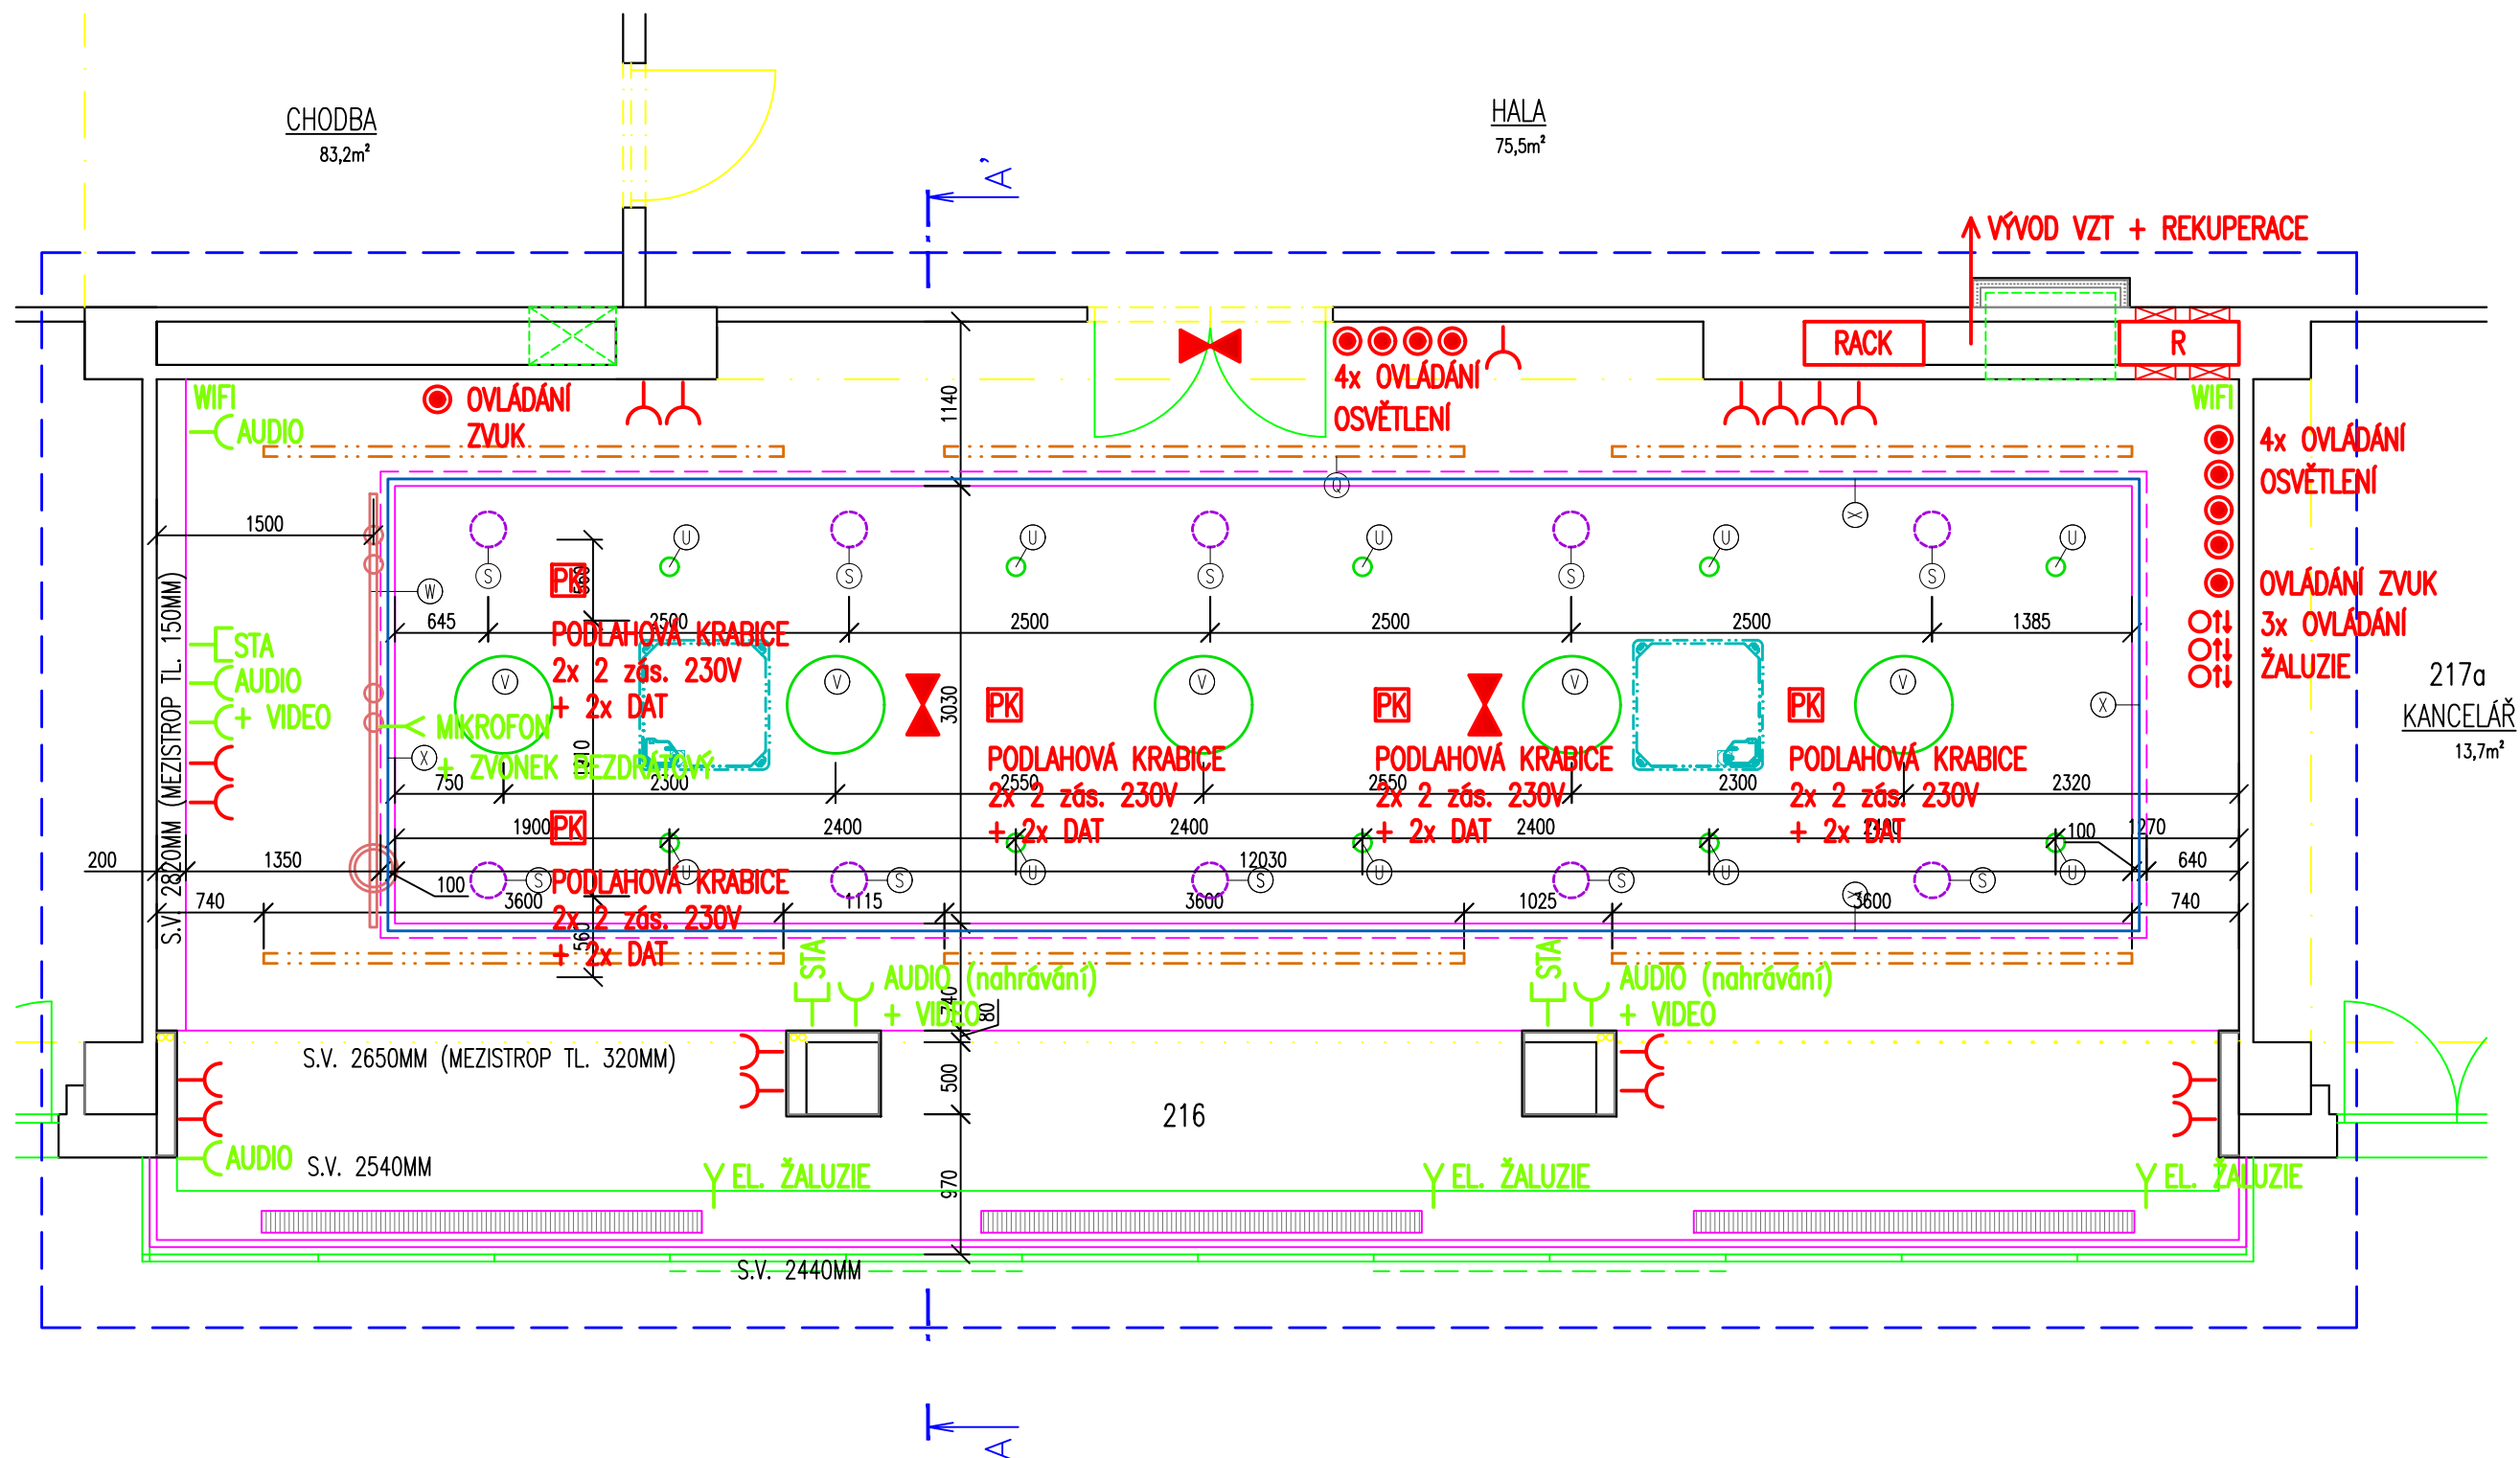 CHODBA
83,2m²
HALA
75,5m²
A'
VÝVOD VZT + REKUPERACE
RACK
R
WIFI
AUDIO
OVLÁDÁNÍ
ZVUK
4x OVLÁDÁNÍ
OSVĚTLENÍ
WIFI
4x OVLÁDÁNÍ
OSVĚTLENÍ
OVLÁDÁNÍ ZVUK
3x OVLÁDÁNÍ
ŽALUZIE
217a
KANCELÁŘ
13,7m²
1140
1500
Q
X
U
U
U
U
U
S
S
S
S
S
W
PK
645
2500
2500
2500
2500
1385
PODLAHOVÁ KRABICE
2x 2 zás. 230V
+ 2x DAT
S.V. 2820MM (MEZISTROP TL. 150MM)
STA
AUDIO
+ VIDEO
MIKROFON
+ ZVONEK BEZDRÁTOVÝ
V
V
V
V
V
3030
PK
PK
PK
X
X
PODLAHOVÁ KRABICE
2x 2 zás. 230V
+ 2x DAT
PODLAHOVÁ KRABICE
2x 2 zás. 230V
+ 2x DAT
PODLAHOVÁ KRABICE
2x 2 zás. 230V
+ 2x DAT
750
2300
2550
2550
2300
2320
PK
1900
2400
2400
2400
2400
100
1270
200
1350
100
12030
640
S
S
S
S
S
U
U
U
U
U
X
PODLAHOVÁ KRABICE
2x 2 zás. 230V
+ 2x DAT
740
3600
1115
3600
1025
3600
740
560
STA
AUDIO (nahrávání)
+ VIDEO
STA
AUDIO (nahrávání)
+ VIDEO
740
80
S.V. 2650MM (MEZISTROP TL. 320MM)
500
216
AUDIO
S.V. 2540MM
970
EL. ŽALUZIE
EL. ŽALUZIE
EL. ŽALUZIE
S.V. 2440MM
A